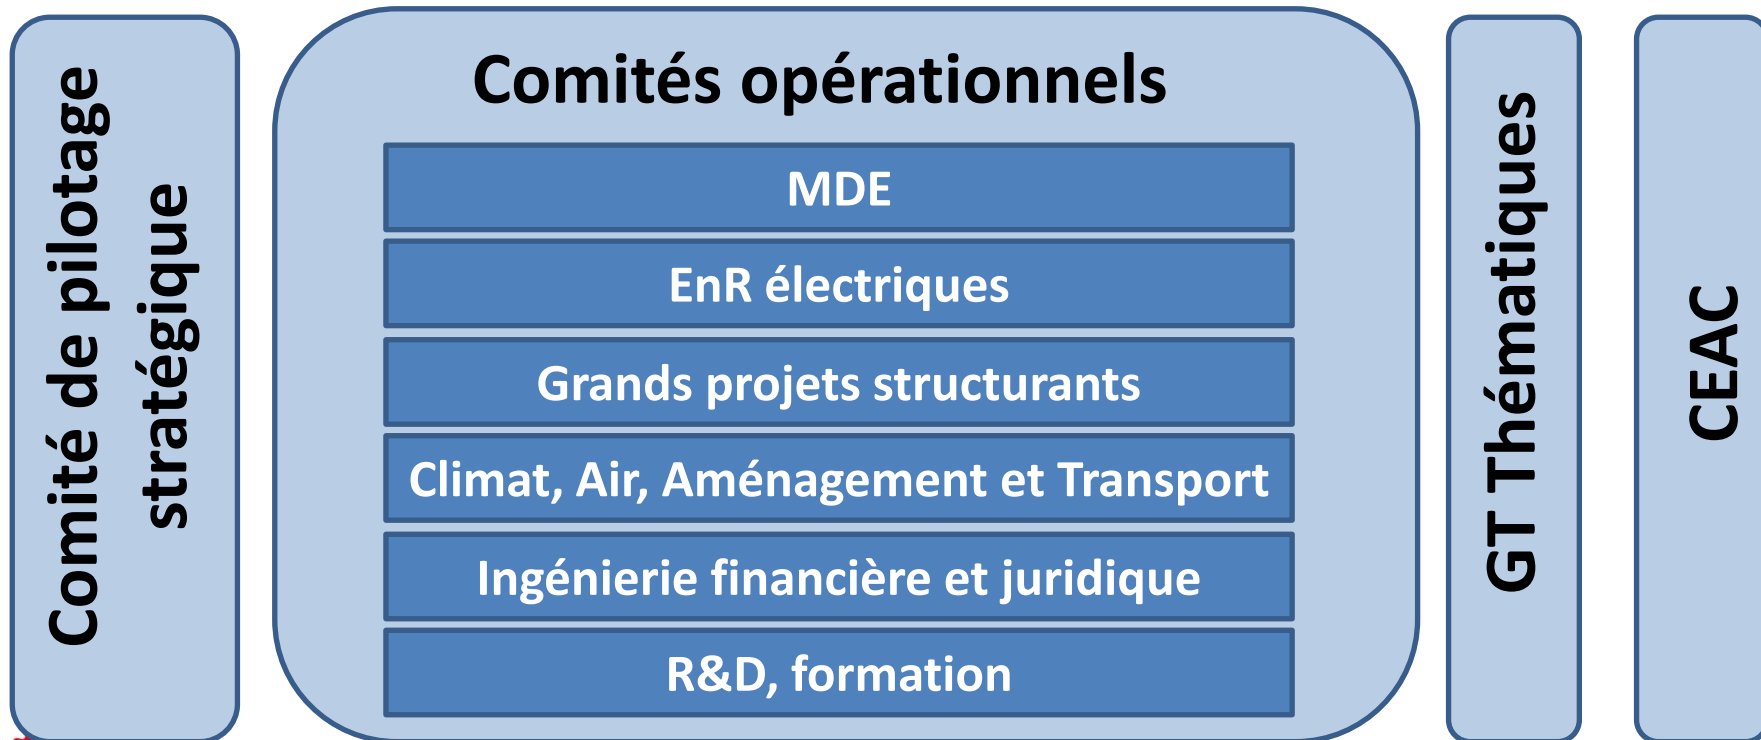 Comité de pilotage
stratégique
Comités opérationnels
MDE
EnR électriques
Grands projets structurants
Climat, Air, Aménagement et Transport
Ingénierie financière et juridique
R&D, formation
GT Thématiques
CEAC